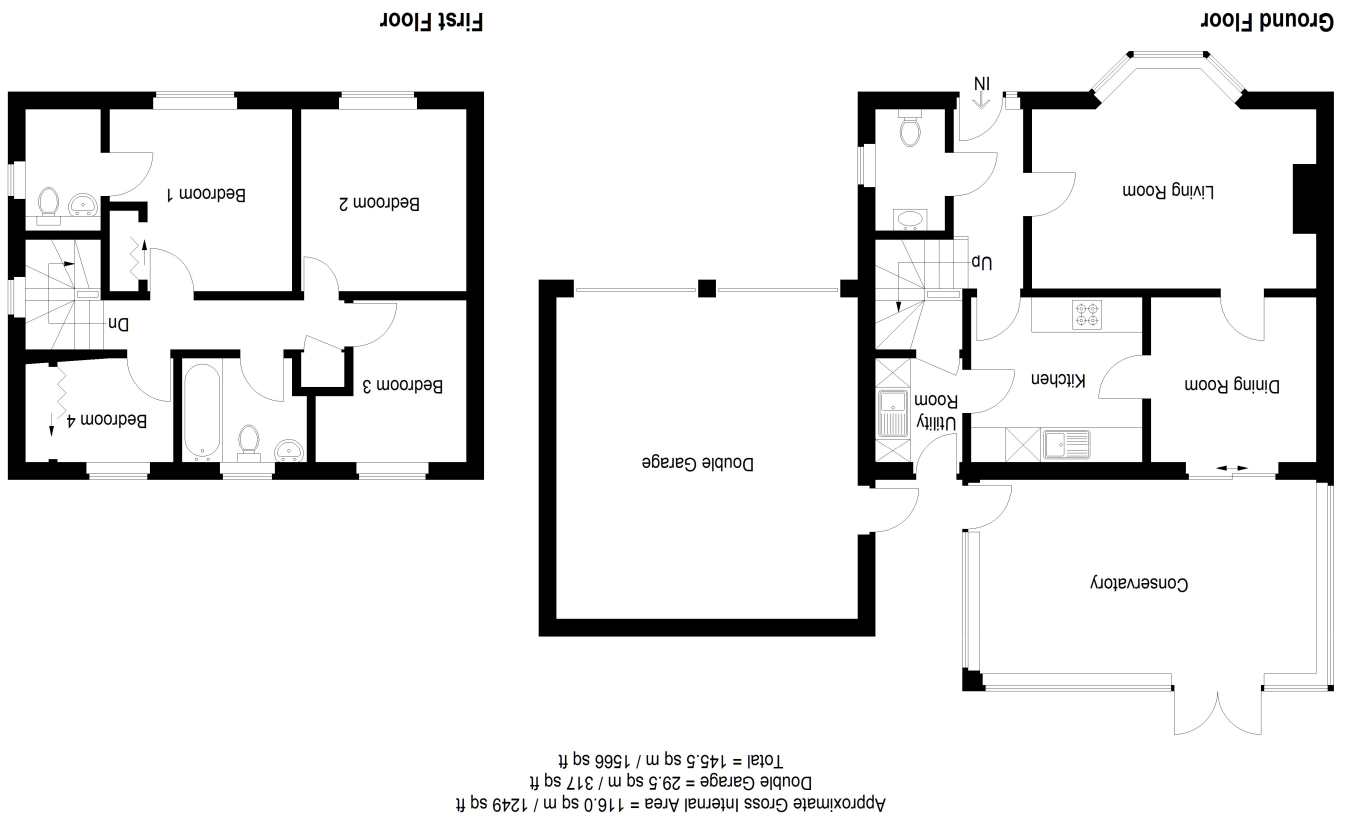 Approximate Gross Internal Area = 116.0 sq m / 1249 sq ft
Double Garage = 29.5 sq m / 317 sq ft
Total = 145.5 sq m / 1566 sq ft
Conservatory
Double Garage
Utility
Room
Kitchen
Dining Room
Up
Living Room
IN
Ground Floor
Bedroom 4
Bedroom 3
Dn
Bedroom 2
Bedroom 1
First Floor